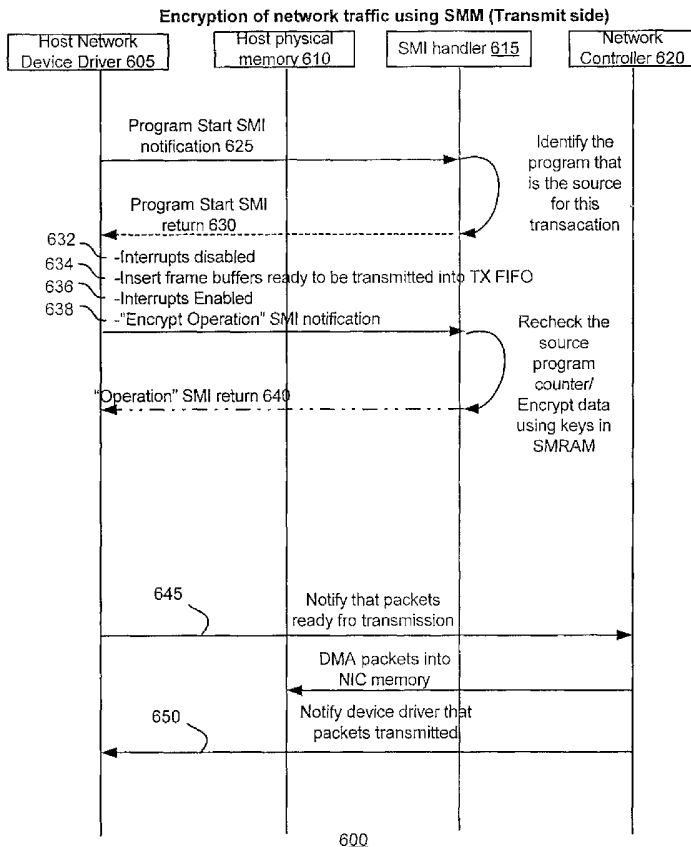 Encryption of network traffic using SMM (Transmit side)
Host Network
Device Driver 605
Host physical
memory 610
SMI handler 615
Network
Controller 620
Program Start SMI
notification 625
Identify the
program that
is the source
for this
transacation
Program Start SMI
return 630
632
-Interrupts disabled
634
-Insert frame buffers ready to be transmitted into TX FIFO
636
-Interrupts Enabled
638
-"Encrypt Operation" SMI notification
Recheck the
source
program
counter/
Encrypt data
using keys in
SMRAM
"Operation" SMI return 640
645
Notify that packets
ready fro transmission
DMA packets into
NIC memory
650
Notify device driver that
packets transmitted
600